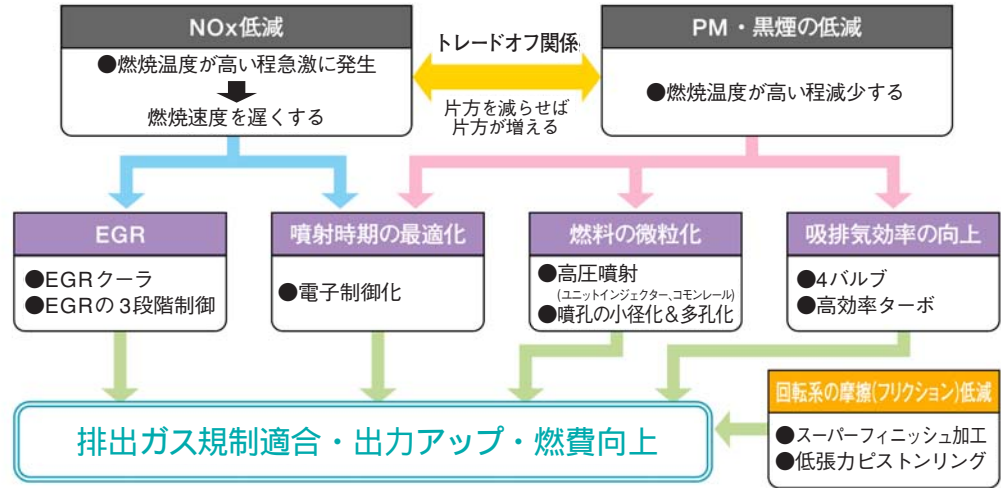 NOx低減
●燃焼温度が高い程急激に発生
燃焼速度を遅くする
トレードオフ関係
片方を減らせば
片方が増える
PM・黒煙の低減
●燃焼温度が高い程減少する
EGR
●EGRクーラ
●EGRの3段階制御
噴射時期の最適化
●電子制御化
燃料の微粒化
●高圧噴射
(ユニットインジェクター、コモンレール)
●噴孔の小径化&多孔化
吸排気効率の向上
●4バルブ
●高効率ターボ
回転系の摩擦(フリクション)低減
●スーパーフィニッシュ加工
●低張力ピストンリング
排出ガス規制適合・出力アップ・燃費向上